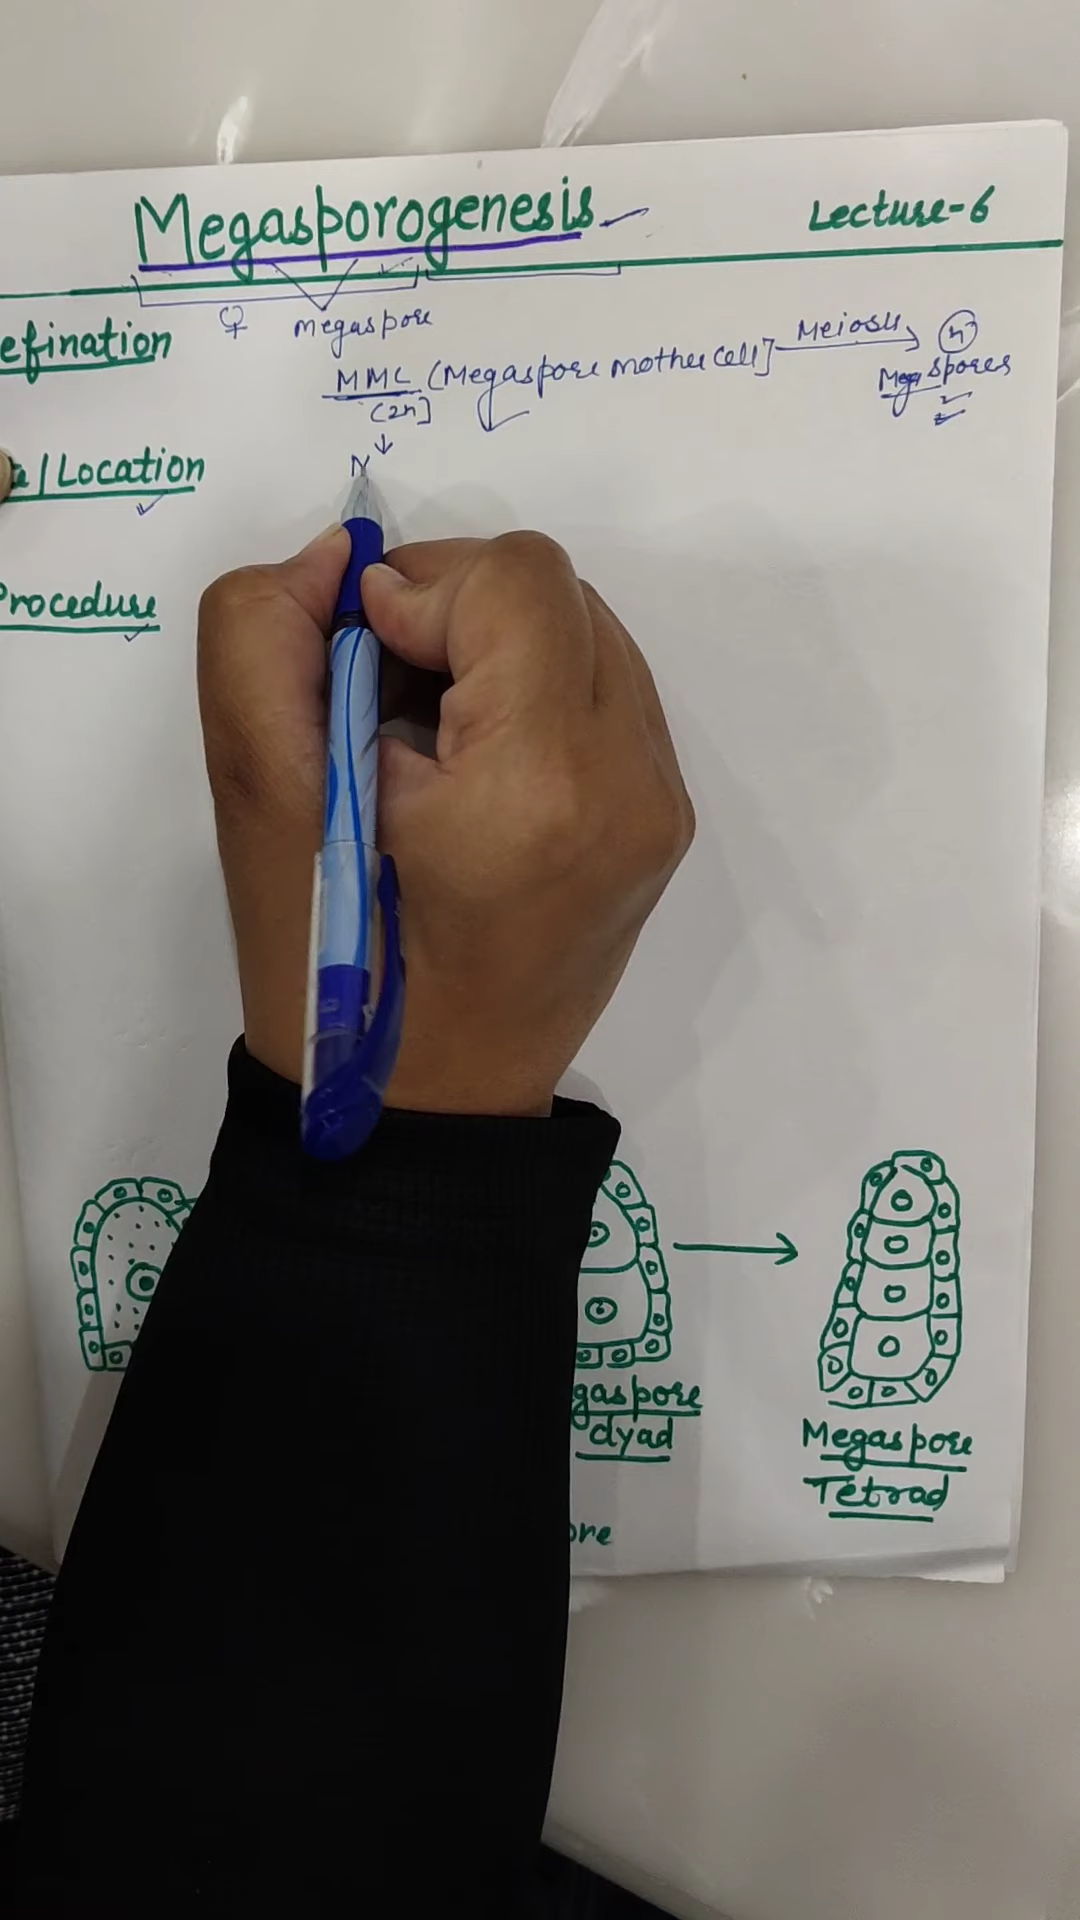 Megasporogenesis
Lecture-6
♀ megaspore
efination
MMC (Megaspore mother cell] Meiosis n
(2n]
Mega spores
/Location
N
Procedure
gaspore
dyad
Megaspore
Tetrad
ore